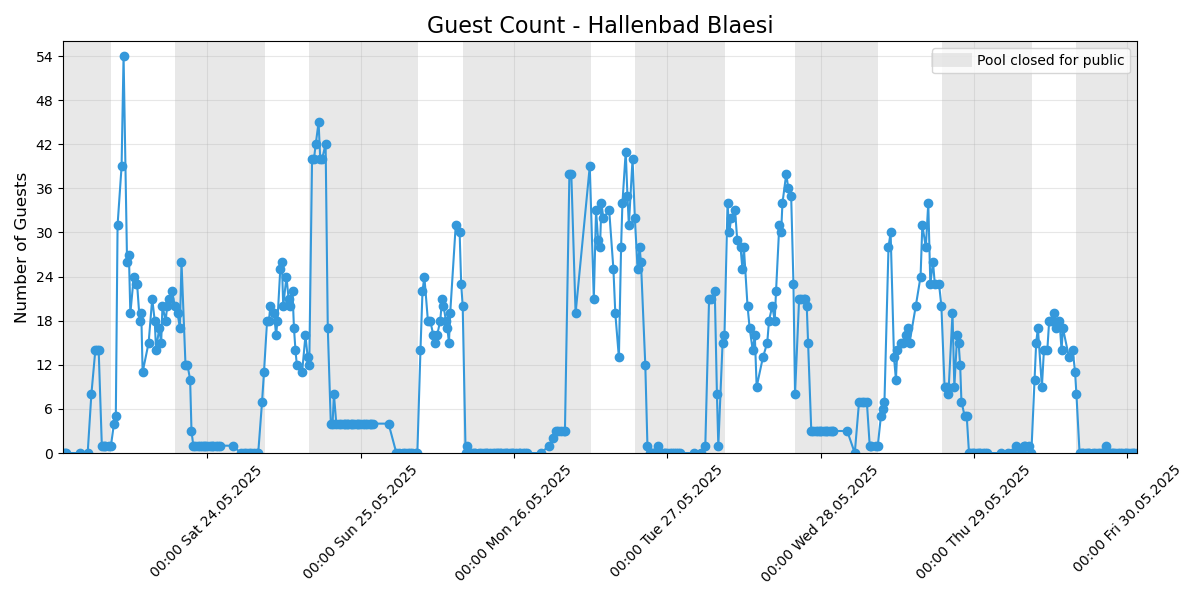 Guest Count - Hallenbad Blaesi
Pool closed for public
Number of Guests
54
48
42
36
30
24
18
12
6
0
00:00 Sat 24.05.2025
00:00 Sun 25.05.2025
00:00 Mon 26.05.2025
00:00 Tue 27.05.2025
00:00 Wed 28.05.2025
00:00 Thu 29.05.2025
00:00 Fri 30.05.2025